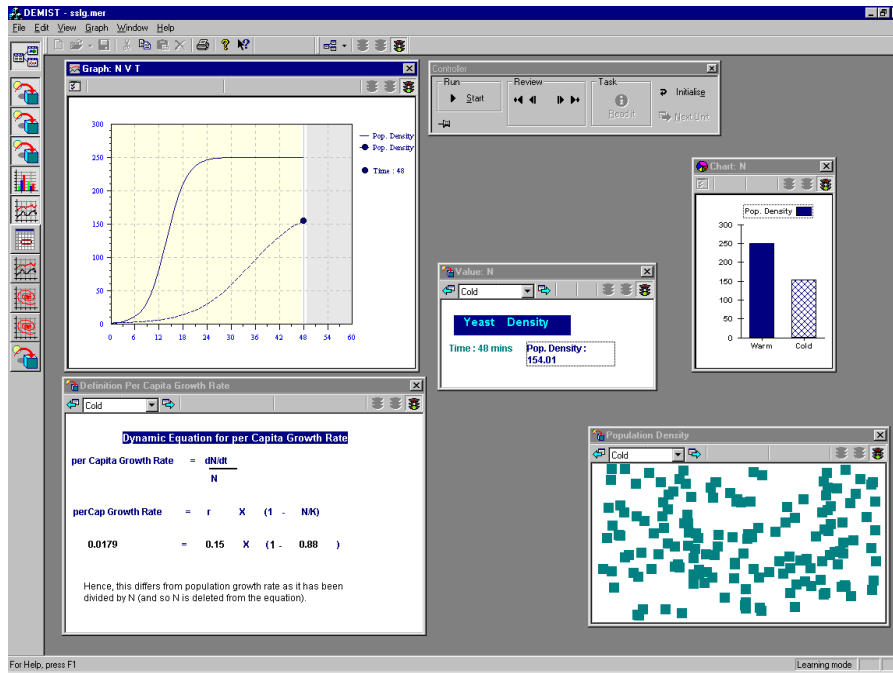 DEMIST - sslg.mer
File Edit View Graph Window Help
Graph: N V T
300
250
200
150
100
50
0
0 6 12 18 24 30 36 42 48 54 60
Pop. Density
Pop. Density
Time : 48
Controller
Run
Start
Review
Task
Read it
Initialise
Next Unit
Chart: N
Pop. Density
300
250
200
150
100
50
0
Warm Cold
Value: N
Cold
Yeast Density
Time : 48 mins Pop. Density :
154.01
Definition Per Capita Growth Rate
Cold
Dynamic Equation for per Capita Growth Rate
per Capita Growth Rate = dN/dt
N
perCap Growth Rate = r X (1 - N/K)
0.0179 = 0.15 X (1 - 0.88 )
Hence, this differs from population growth rate as it has been
divided by N (and so N is deleted from the equation).
Population Density
Cold
For Help, press F1
Learning mode